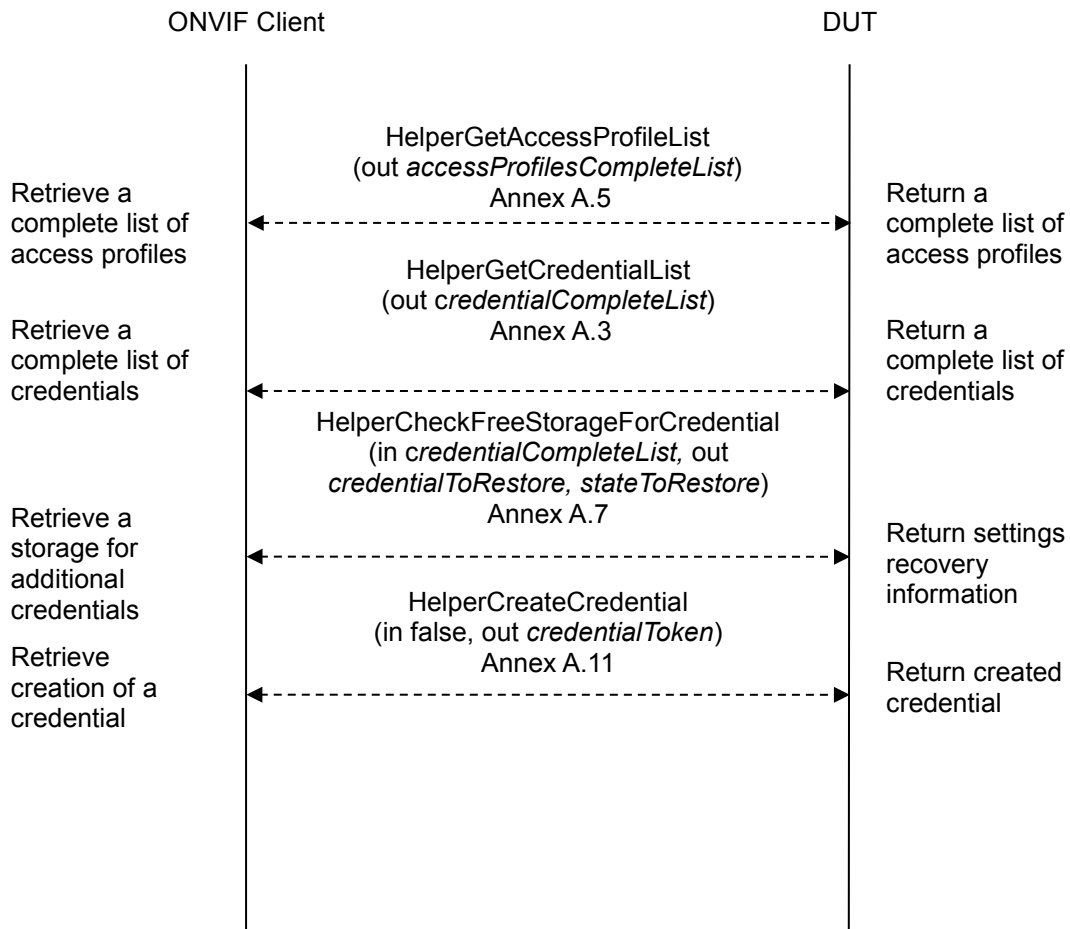 ONVIF Client
DUT
HelperGetAccessProfileList
(out accessProfilesCompleteList)
Annex A.5
Retrieve a
complete list of
access profiles
Return a
complete list of
access profiles
HelperGetCredentialList
(out credentialCompleteList)
Annex A.3
Retrieve a
complete list of
credentials
Return a
complete list of
credentials
HelperCheckFreeStorageForCredential
(in credentialCompleteList, out
credentialToRestore, stateToRestore)
Annex A.7
Retrieve a
storage for
additional
credentials
Return settings
recovery
information
HelperCreateCredential
(in false, out credentialToken)
Annex A.11
Retrieve
creation of a
credential
Return created
credential